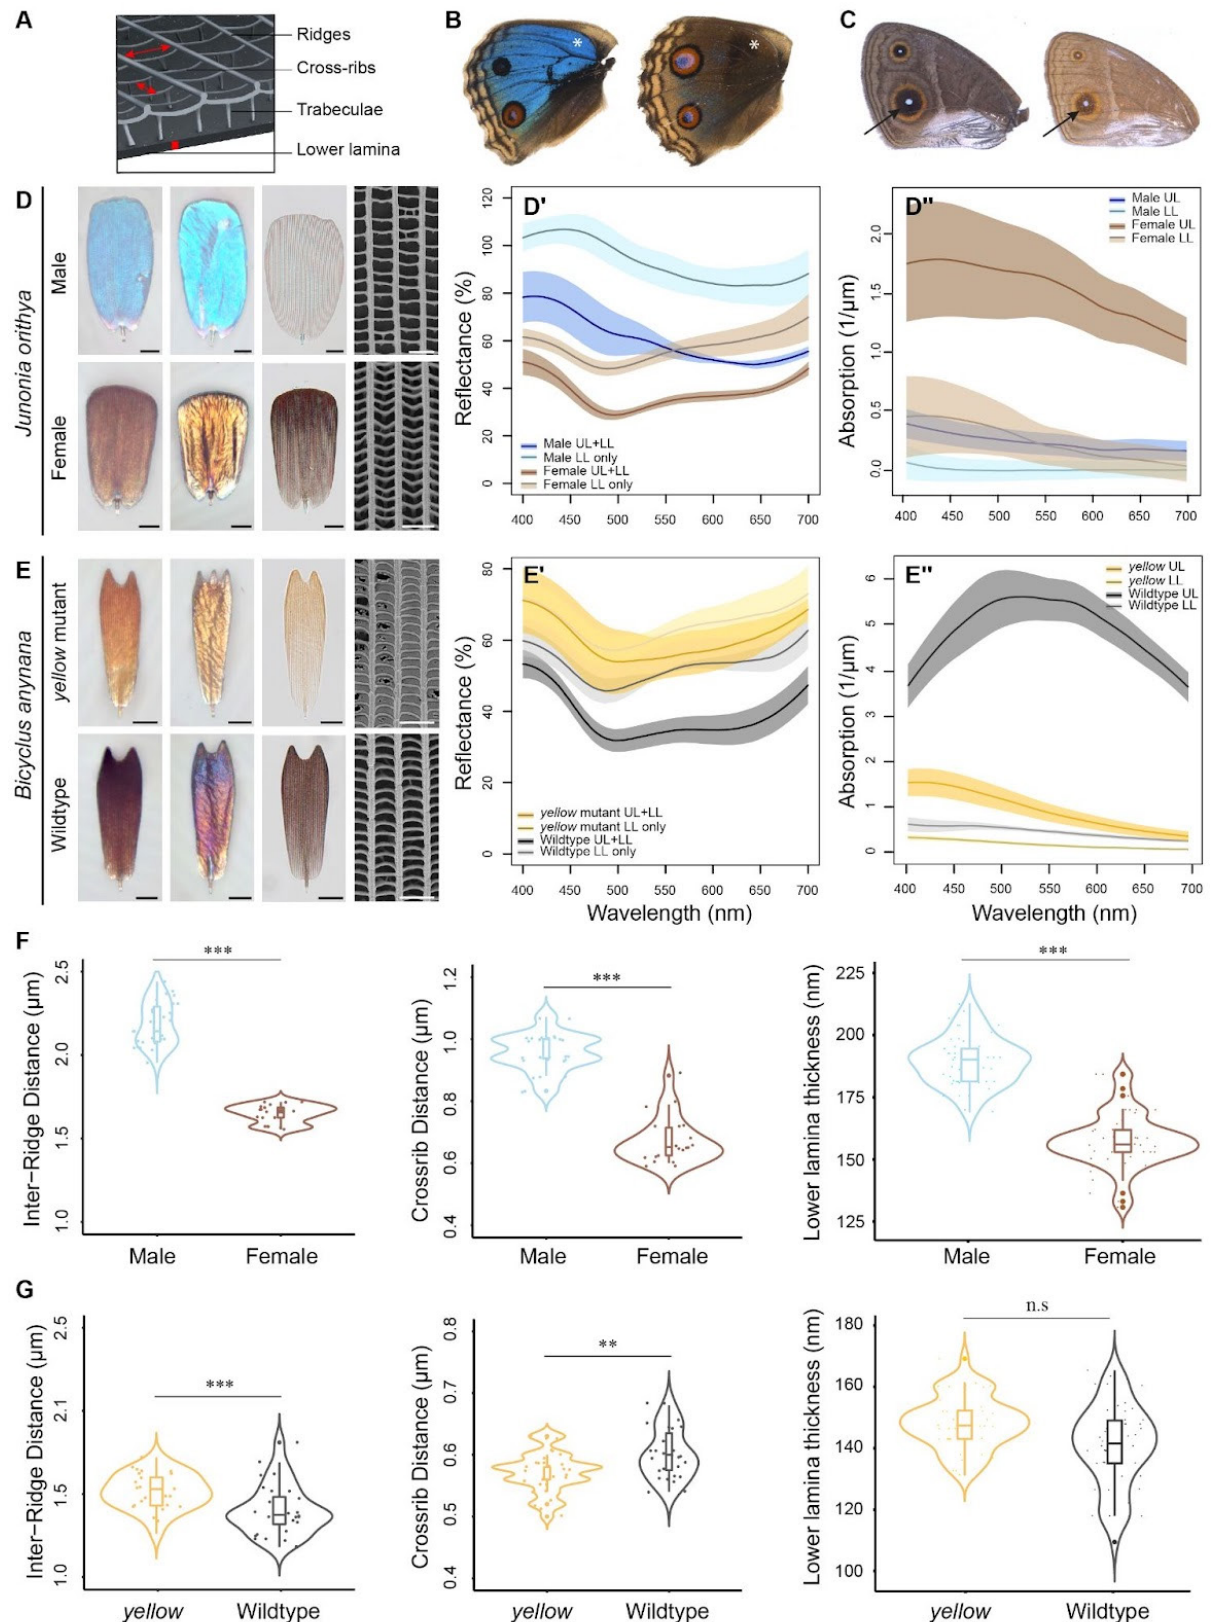 A
Ridges
Cross-ribs
Trabeculae
Lower lamina
B
*
*
C
D
Junonia orithya
Male
Female
D'
Reflectance (%)
120
100
80
60
40
20
0
Male UL+LL
Male LL only
Female UL+LL
Female LL only
400 450 500 550 600 650 700
D"
Absorption (1/µm)
2.0
1.5
1.0
0.5
0.0
Male UL
Male LL
Female UL
Female LL
400 450 500 550 600 650 700
E
Bicyclus anynana
yellow mutant
Wildtype
E'
Reflectance (%)
80
60
40
20
0
yellow mutant UL+LL
yellow mutant LL only
Wildtype UL+LL
Wildtype LL only
400 450 500 550 600 650 700
Wavelength (nm)
E"
Absorption (1/µm)
6
5
4
3
2
1
0
yellow UL
yellow LL
Wildtype UL
Wildtype LL
400 450 500 550 600 650 700
Wavelength (nm)
F
Inter-Ridge Distance (µm)
2.5
2.0
1.5
1.0
***
Male Female
Crossrib Distance (µm)
1.2
1.0
0.8
0.6
0.4
***
Male Female
Lower lamina thickness (nm)
225
200
175
150
125
***
Male Female
G
Inter-Ridge Distance (µm)
2.5
2.1
1.5
1.0
***
yellow Wildtype
Crossrib Distance (µm)
0.8
0.7
0.6
0.5
0.4
**
yellow Wildtype
Lower lamina thickness (nm)
180
160
140
120
100
n.s
yellow Wildtype